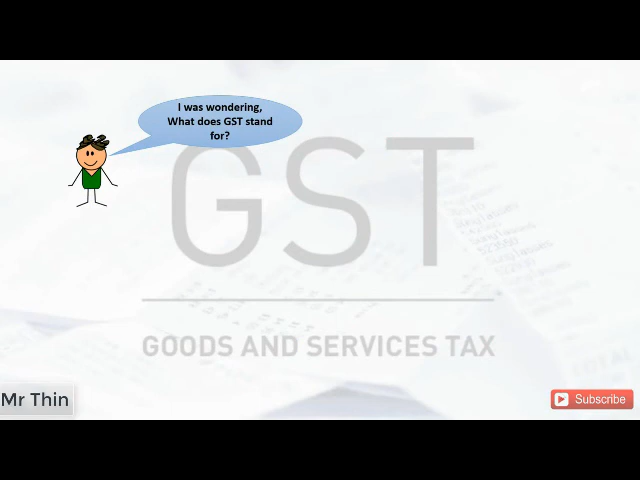 I was wondering,
What does GST stand
for?
GST
GOODS AND SERVICES TAX
Mr Thin
Subscribe